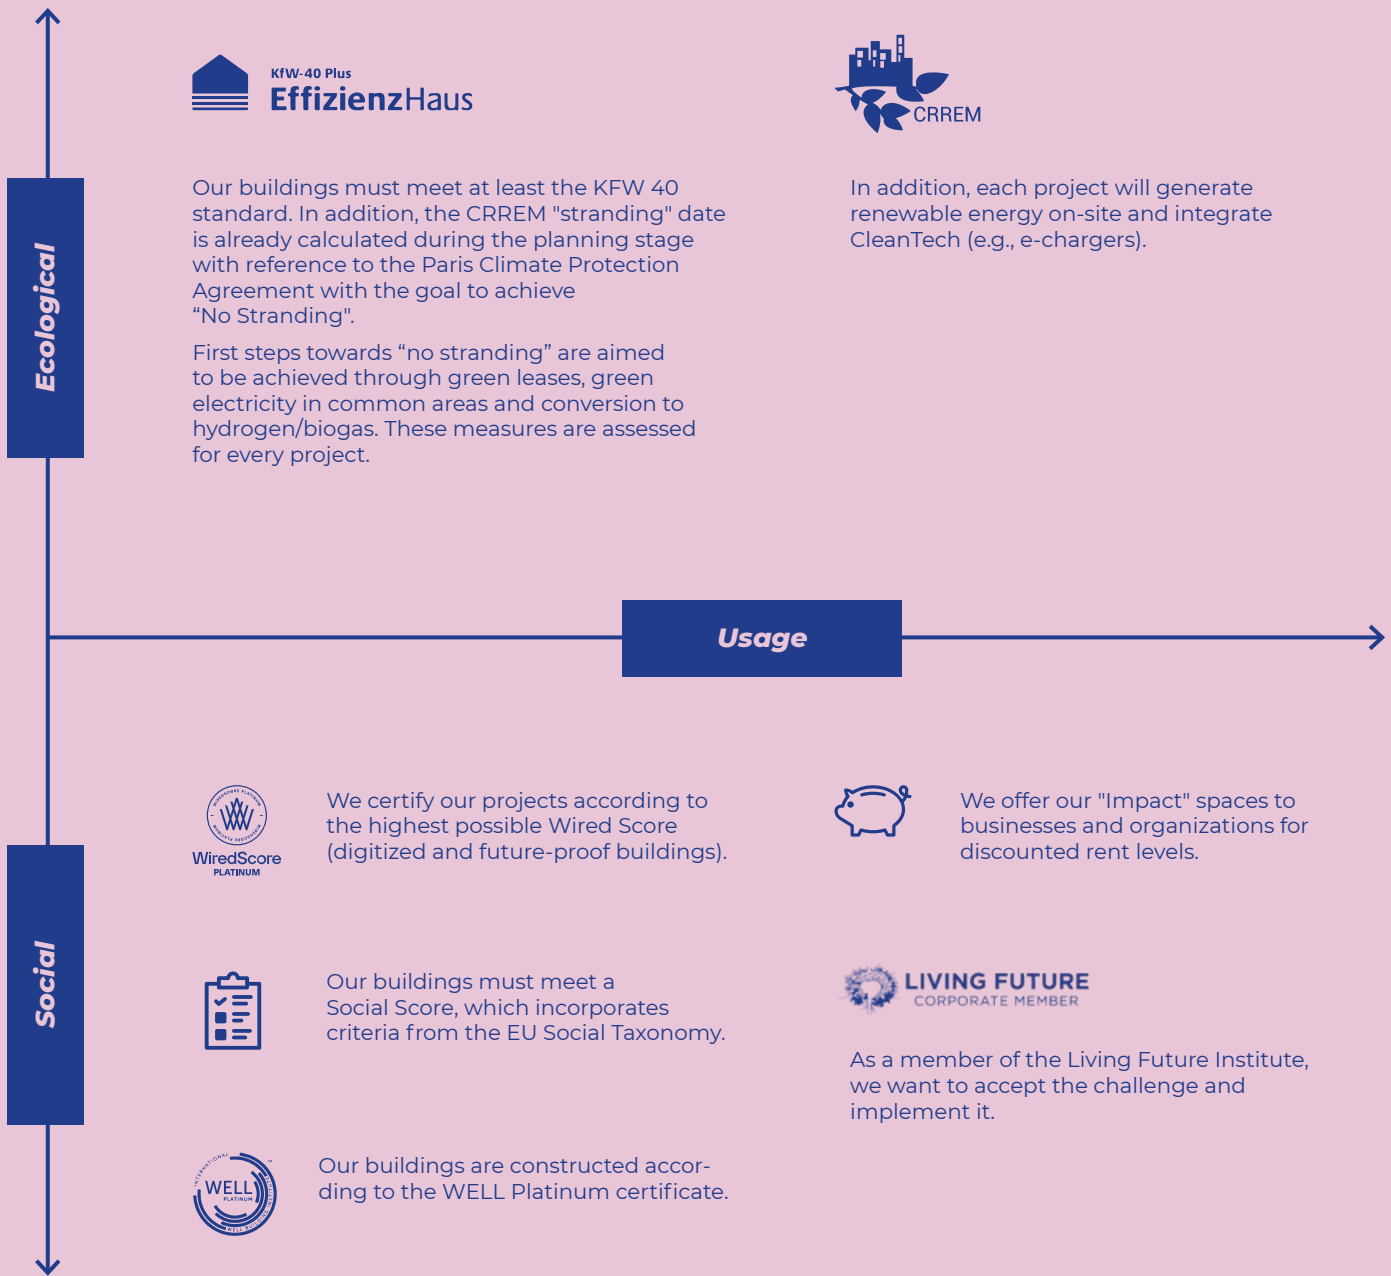 KfW-40 Plus
EffizienzHaus
Our buildings must meet at least the KFW 40
standard. In addition, the CRREM "stranding" date
is already calculated during the planning stage
with reference to the Paris Climate Protection
Agreement with the goal to achieve
“No Stranding".
First steps towards “no stranding” are aimed
to be achieved through green leases, green
electricity in common areas and conversion to
hydrogen/biogas. These measures are assessed
for every project.
CRREM
In addition, each project will generate
renewable energy on-site and integrate
CleanTech (e.g., e-chargers).
Ecological
Usage
Social
WIREDSCORE PLATINUM
WIREDSCORE PLATINUM
WiredScore
PLATINUM
We certify our projects according to
the highest possible Wired Score
(digitized and future-proof buildings).
We offer our "Impact" spaces to
businesses and organizations for
discounted rent levels.
Our buildings must meet a
Social Score, which incorporates
criteria from the EU Social Taxonomy.
LIVING FUTURE
CORPORATE MEMBER
As a member of the Living Future Institute,
we want to accept the challenge and
implement it.
INTERNATIONAL
WELL
PLATINUM
WELL BUILDING
Our buildings are constructed accor-
ding to the WELL Platinum certificate.